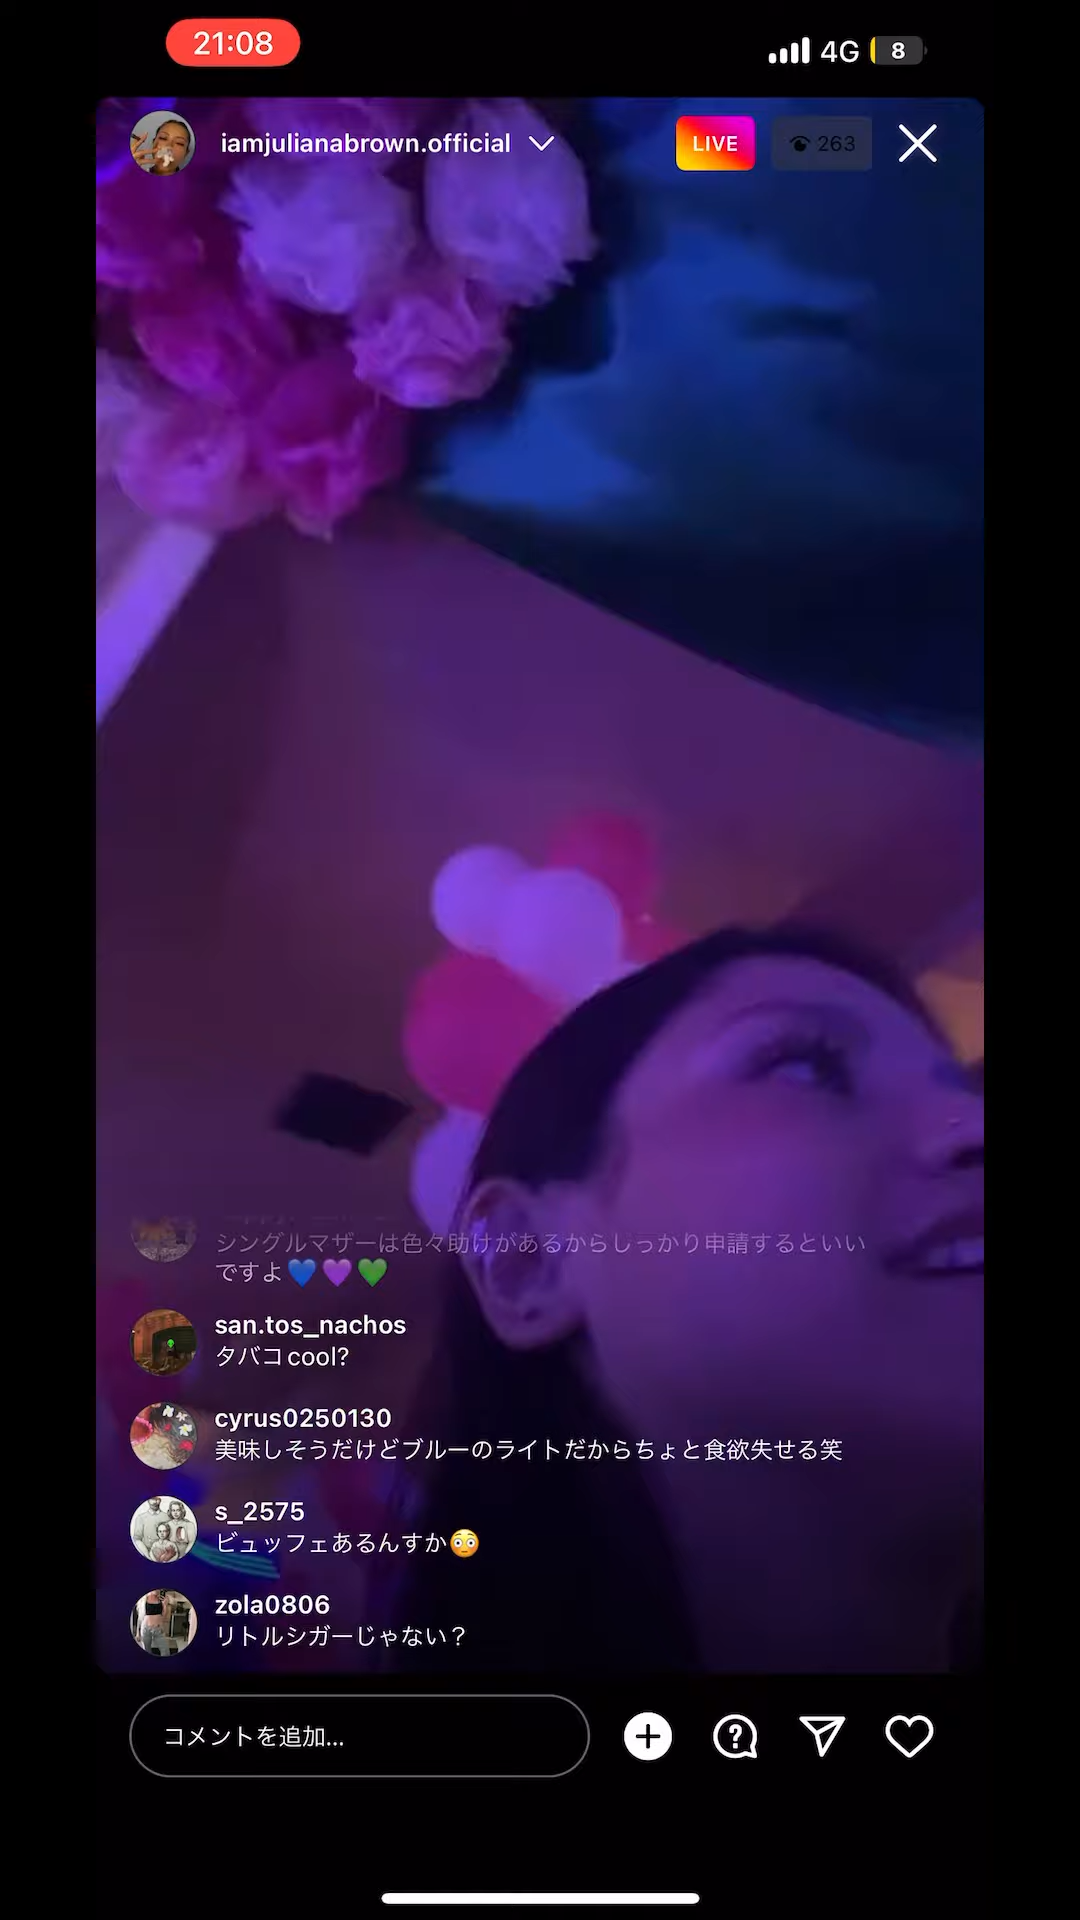 21:08
4G
8
iamjulianabrown.official
LIVE
263
シングルマザーは色々助けがあるからしっかり申請するといい
ですよ💙💜💚
san.tos_nachos
タバコcool?
cyrus0250130
美味しそうだけどブルーのライトだからちょと食欲失せる笑
s_2575
ビュッフェあるんすか😳
zola0806
リトルシガーじゃない？
コメントを追加...